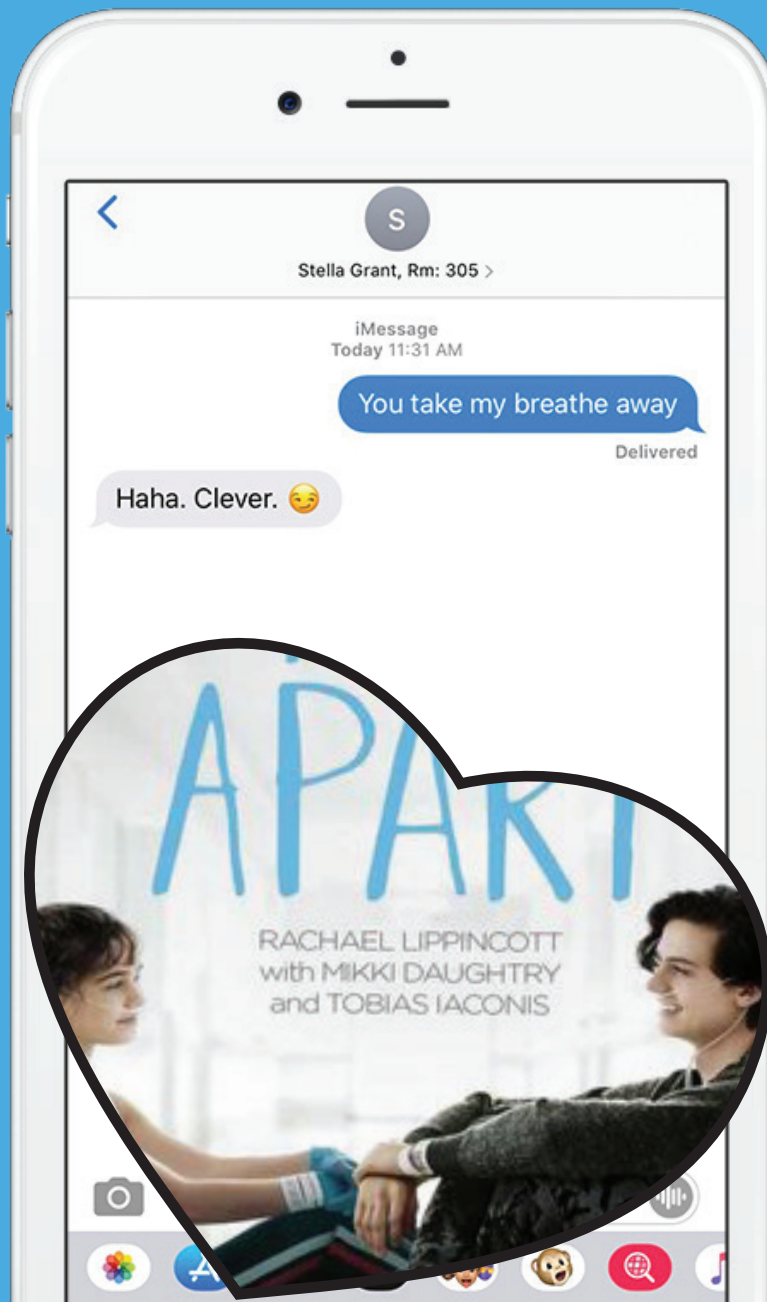 S
Stella Grant, Rm: 305 >
iMessage
Today 11:31 AM
You take my breathe away
Delivered
Haha. Clever. 😏
APART
RACHAEL LIPPINCOTT
with MIKKI DAUGHTRY
and TOBIAS IACONIS